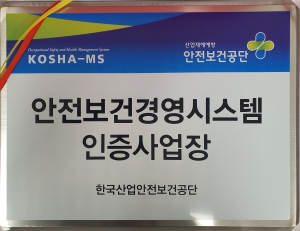 Occupational Safety and Health Management System
KOSHA-MS
산업재해예방
안전보건공단
안전보건경영시스템
인증사업장
한국산업안전보건공단